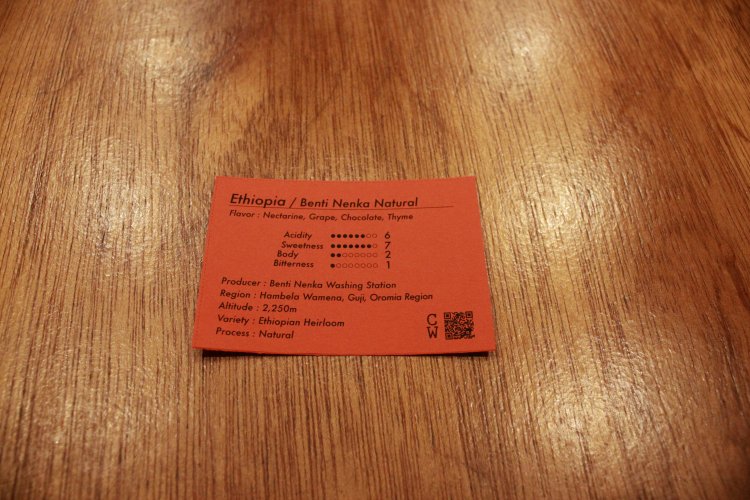 Ethiopia / Benti Nenka Natural
Flavor : Nectarine, Grape, Chocolate, Thyme
Acidity ●●●●●●○○ 6
Sweetness ●●●●●●●○ 7
Body ●●○○○○○○ 2
Bitterness ●○○○○○○○ 1
Producer : Benti Nenka Washing Station
Region : Hambela Wamena, Guji, Oromia Region
Altitude : 2,250m
Variety : Ethiopian Heirloom
Process : Natural
C
W